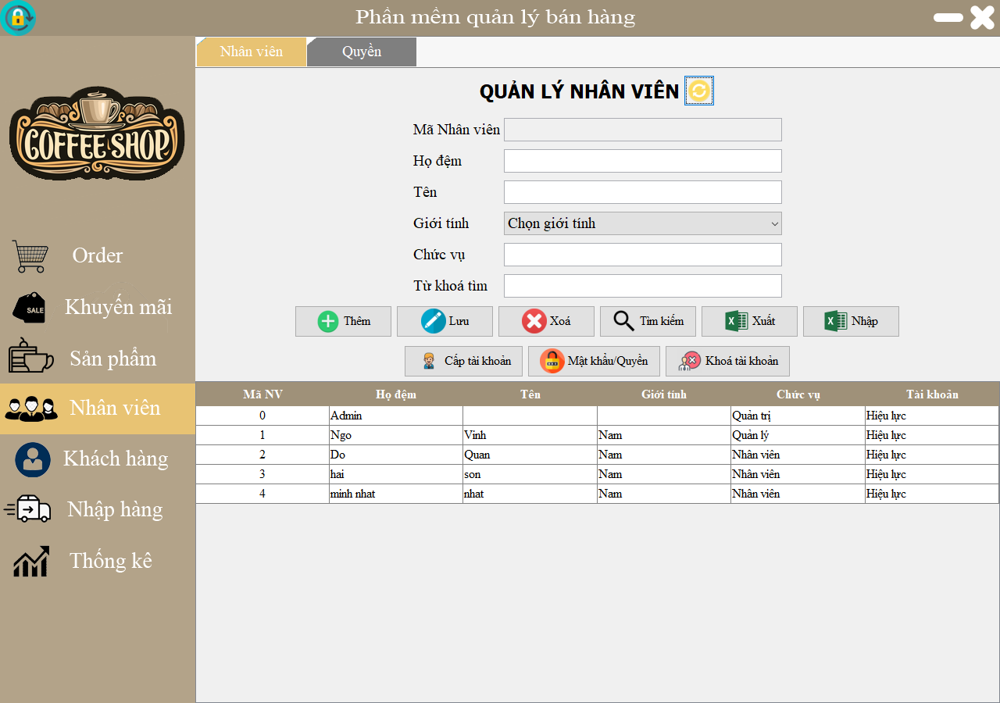 Phần mềm quản lý bán hàng
Nhân viên Quyền
COFFEE SHOP
Order
SALE
Khuyến mãi
Sản phẩm
Nhân viên
Khách hàng
Nhập hàng
Thống kê
QUẢN LÝ NHÂN VIÊN
Mã Nhân viên
Họ đệm
Tên
Giới tính Chọn giới tính
Chức vụ
Từ khoá tìm
Thêm Lưu Xoá Tìm kiếm Xuất Nhập
Cấp tài khoản Mật khẩu/Quyền Khoá tài khoản
Mã NV Họ đệm Tên Giới tính Chức vụ Tài khoản
0 Admin Quản trị Hiệu lực
1 Ngo Vinh Nam Quản lý Hiệu lực
2 Do Quan Nam Nhân viên Hiệu lực
3 hai son Nam Nhân viên Hiệu lực
4 minh nhat nhat Nam Nhân viên Hiệu lực